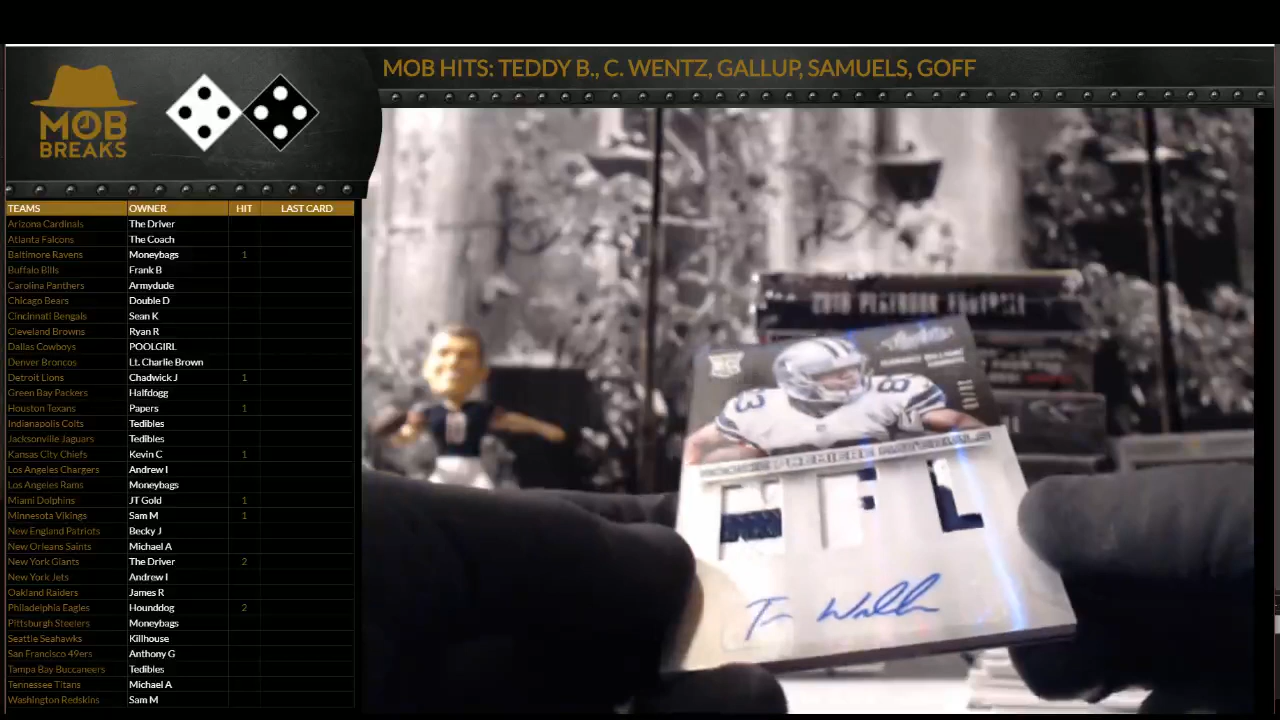 MOB HITS: TEDDY B., C. WENTZ, GALLUP, SAMUELS, GOFF
MOB
BREAKS
TEAMS OWNER HIT LAST CARD
Arizona Cardinals The Driver
Atlanta Falcons The Coach
Baltimore Ravens Moneybags 1
Buffalo Bills Frank B
Carolina Panthers Armydude
Chicago Bears Double D
Cincinnati Bengals Sean K
Cleveland Browns Ryan R
Dallas Cowboys POOLGIRL
Denver Broncos Lt. Charlie Brown
Detroit Lions Chadwick J 1
Green Bay Packers Halfdogg
Houston Texans Papers 1
Indianapolis Colts Tedibles
Jacksonville Jaguars Tedibles
Kansas City Chiefs Kevin C 1
Los Angeles Chargers Andrew I
Los Angeles Rams Moneybags
Miami Dolphins JT Gold 1
Minnesota Vikings Sam M 1
New England Patriots Becky J
New Orleans Saints Michael A
New York Giants The Driver 2
New York Jets Andrew I
Oakland Raiders James R
Philadelphia Eagles Hounddog 2
Pittsburgh Steelers Moneybags
Seattle Seahawks Killhouse
San Francisco 49ers Anthony G
Tampa Bay Buccaneers Tedibles
Tennessee Titans Michael A
Washington Redskins Sam M
PLAYBOOK FOOTBALL
83
ROOKIE PREMIERE MATERIALS
NFL